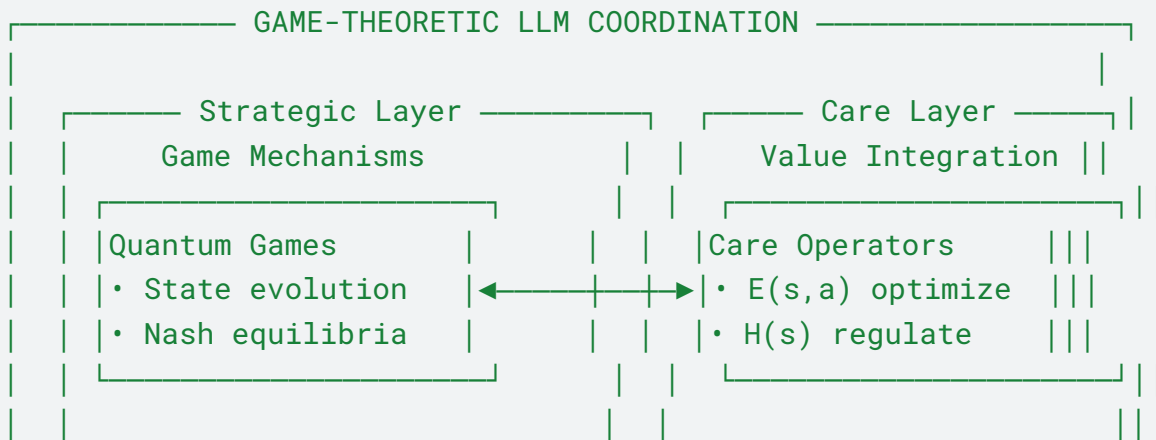 GAME-THEORETIC LLM COORDINATION
Strategic Layer Care Layer
Game Mechanisms Value Integration
Quantum Games Care Operators
• State evolution • E(s,a) optimize
• Nash equilibria • H(s) regulate